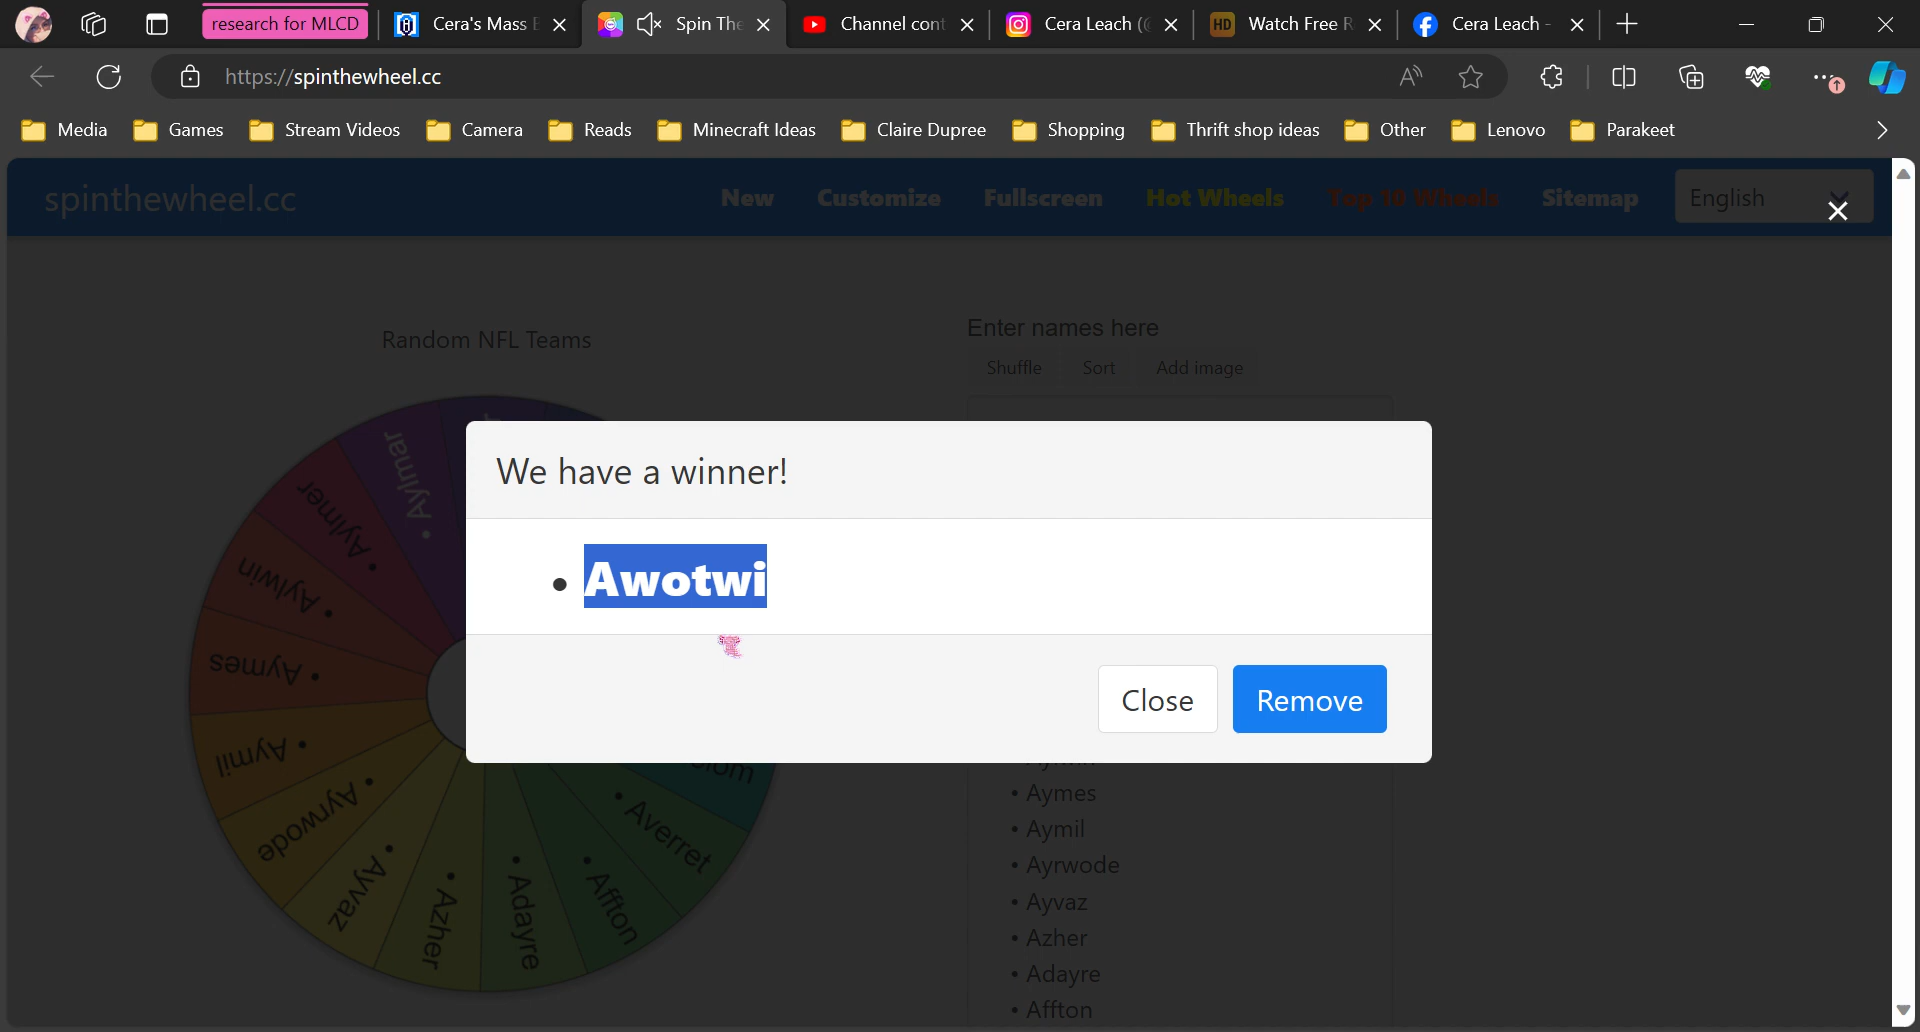 research for MLCD
Cera's Mass E
Spin The
Channel cont
Cera Leach (@
Watch Free R
Cera Leach -
https://spinthewheel.cc
Media
Games
Stream Videos
Camera
Reads
Minecraft Ideas
Claire Dupree
Shopping
Thrift shop ideas
Other
Lenovo
Parakeet
spinthewheel.cc
New
Customize
Fullscreen
Hot Wheels
Top 10 Wheels
Sitemap
English
Random NFL Teams
Enter names here
Shuffle
Sort
Add image
We have a winner!
• Awotwi
Close
Remove
• Aylmar
• Aylmer
• Aylwin
• Aymes
• Aymil
• Ayrwode
• Ayvaz
• Azher
• Adayre
• Affton
• Averret
• Aymes
• Aymil
• Ayrwode
• Ayvaz
• Azher
• Adayre
• Affton